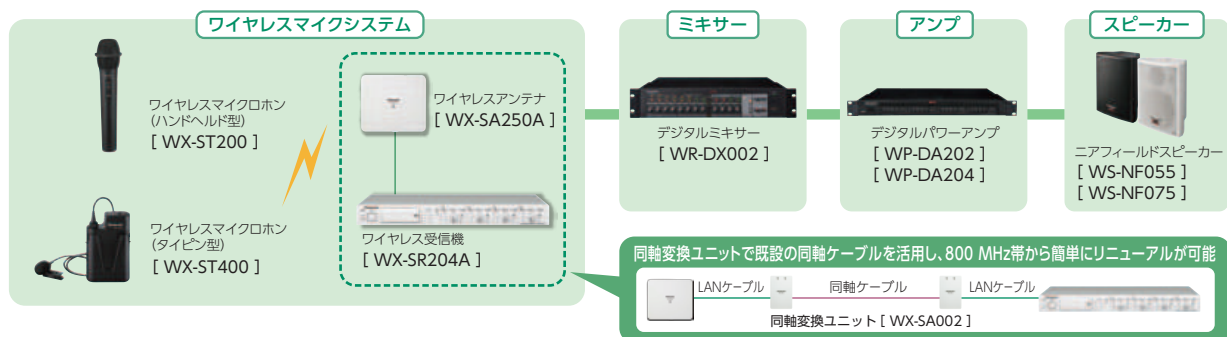 ワイヤレスマイクシステム
ワイヤレスマイクロホン
(ハンドヘルド型)
[ WX-ST200 ]
ワイヤレスマイクロホン
(タイピン型)
[ WX-ST400 ]
ワイヤレスアンテナ
[ WX-SA250A ]
ワイヤレス受信機
[ WX-SR204A ]
ミキサー
デジタルミキサー
[ WR-DX002 ]
アンプ
デジタルパワーアンプ
[ WP-DA202 ]
[ WP-DA204 ]
スピーカー
ニアフィールドスピーカー
[ WS-NF055 ]
[ WS-NF075 ]
同軸変換ユニットで既設の同軸ケーブルを活用し、800 MHz帯から簡単にリニューアルが可能
LANケーブル 同軸ケーブル LANケーブル
同軸変換ユニット [ WX-SA002 ]